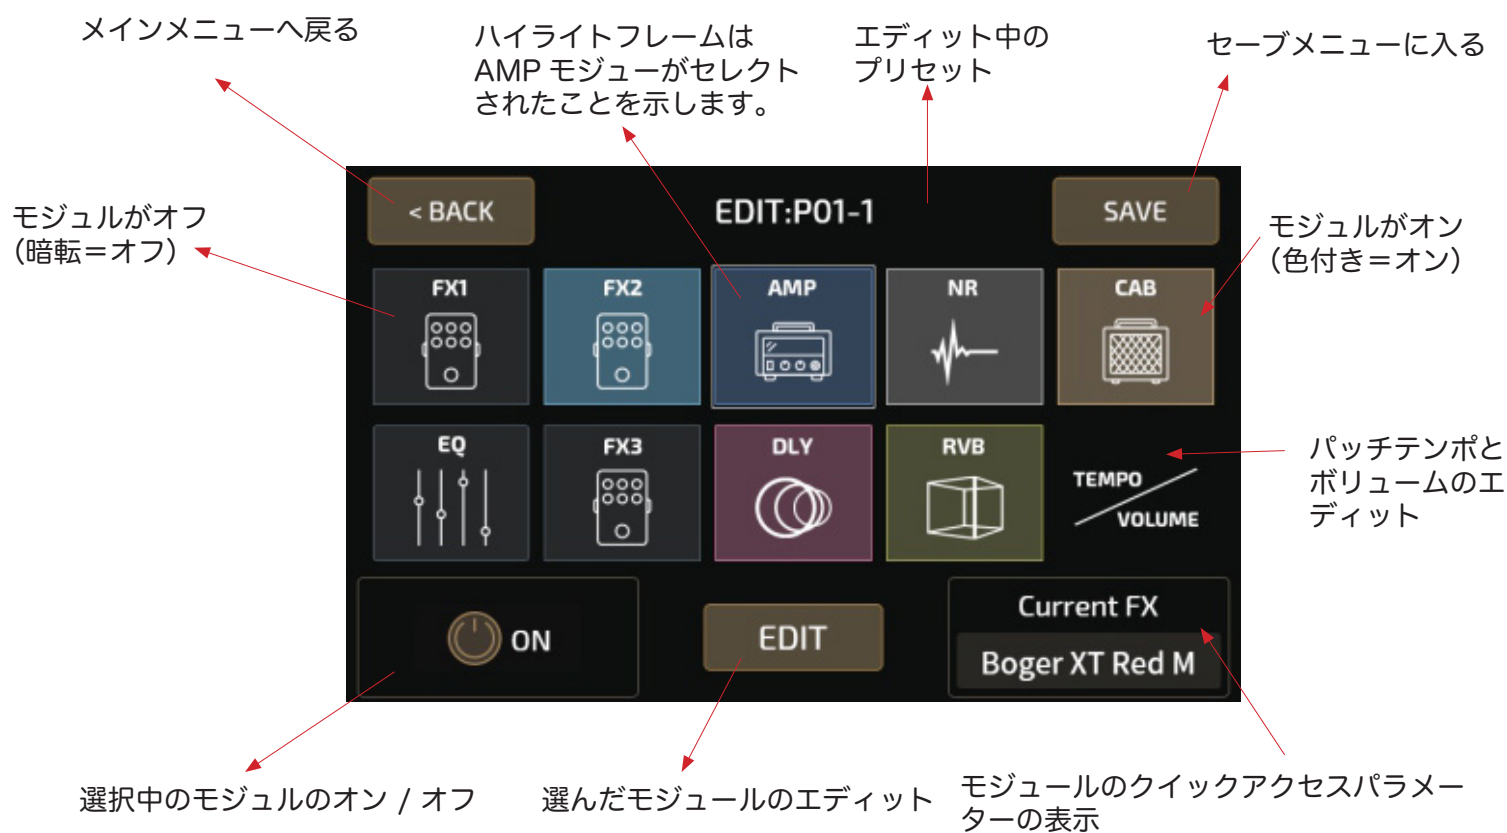 メインメニューへ戻る
ハイライトフレームは
AMP モジューがセレクト
されたことを示します。
エディット中の
プリセット
セーブメニューに入る
モジュルがオフ
（暗転＝オフ）
< BACK
EDIT:P01-1
SAVE
モジュルがオン
（色付き＝オン）
FX1
FX2
AMP
NR
CAB
EQ
FX3
DLY
RVB
TEMPO
VOLUME
パッチテンポと
ボリュームのエ
ディット
ON
EDIT
Current FX
Boger XT Red M
選択中のモジュルのオン / オフ
選んだモジュールのエディット
モジュールのクイックアクセスパラメー
ターの表示